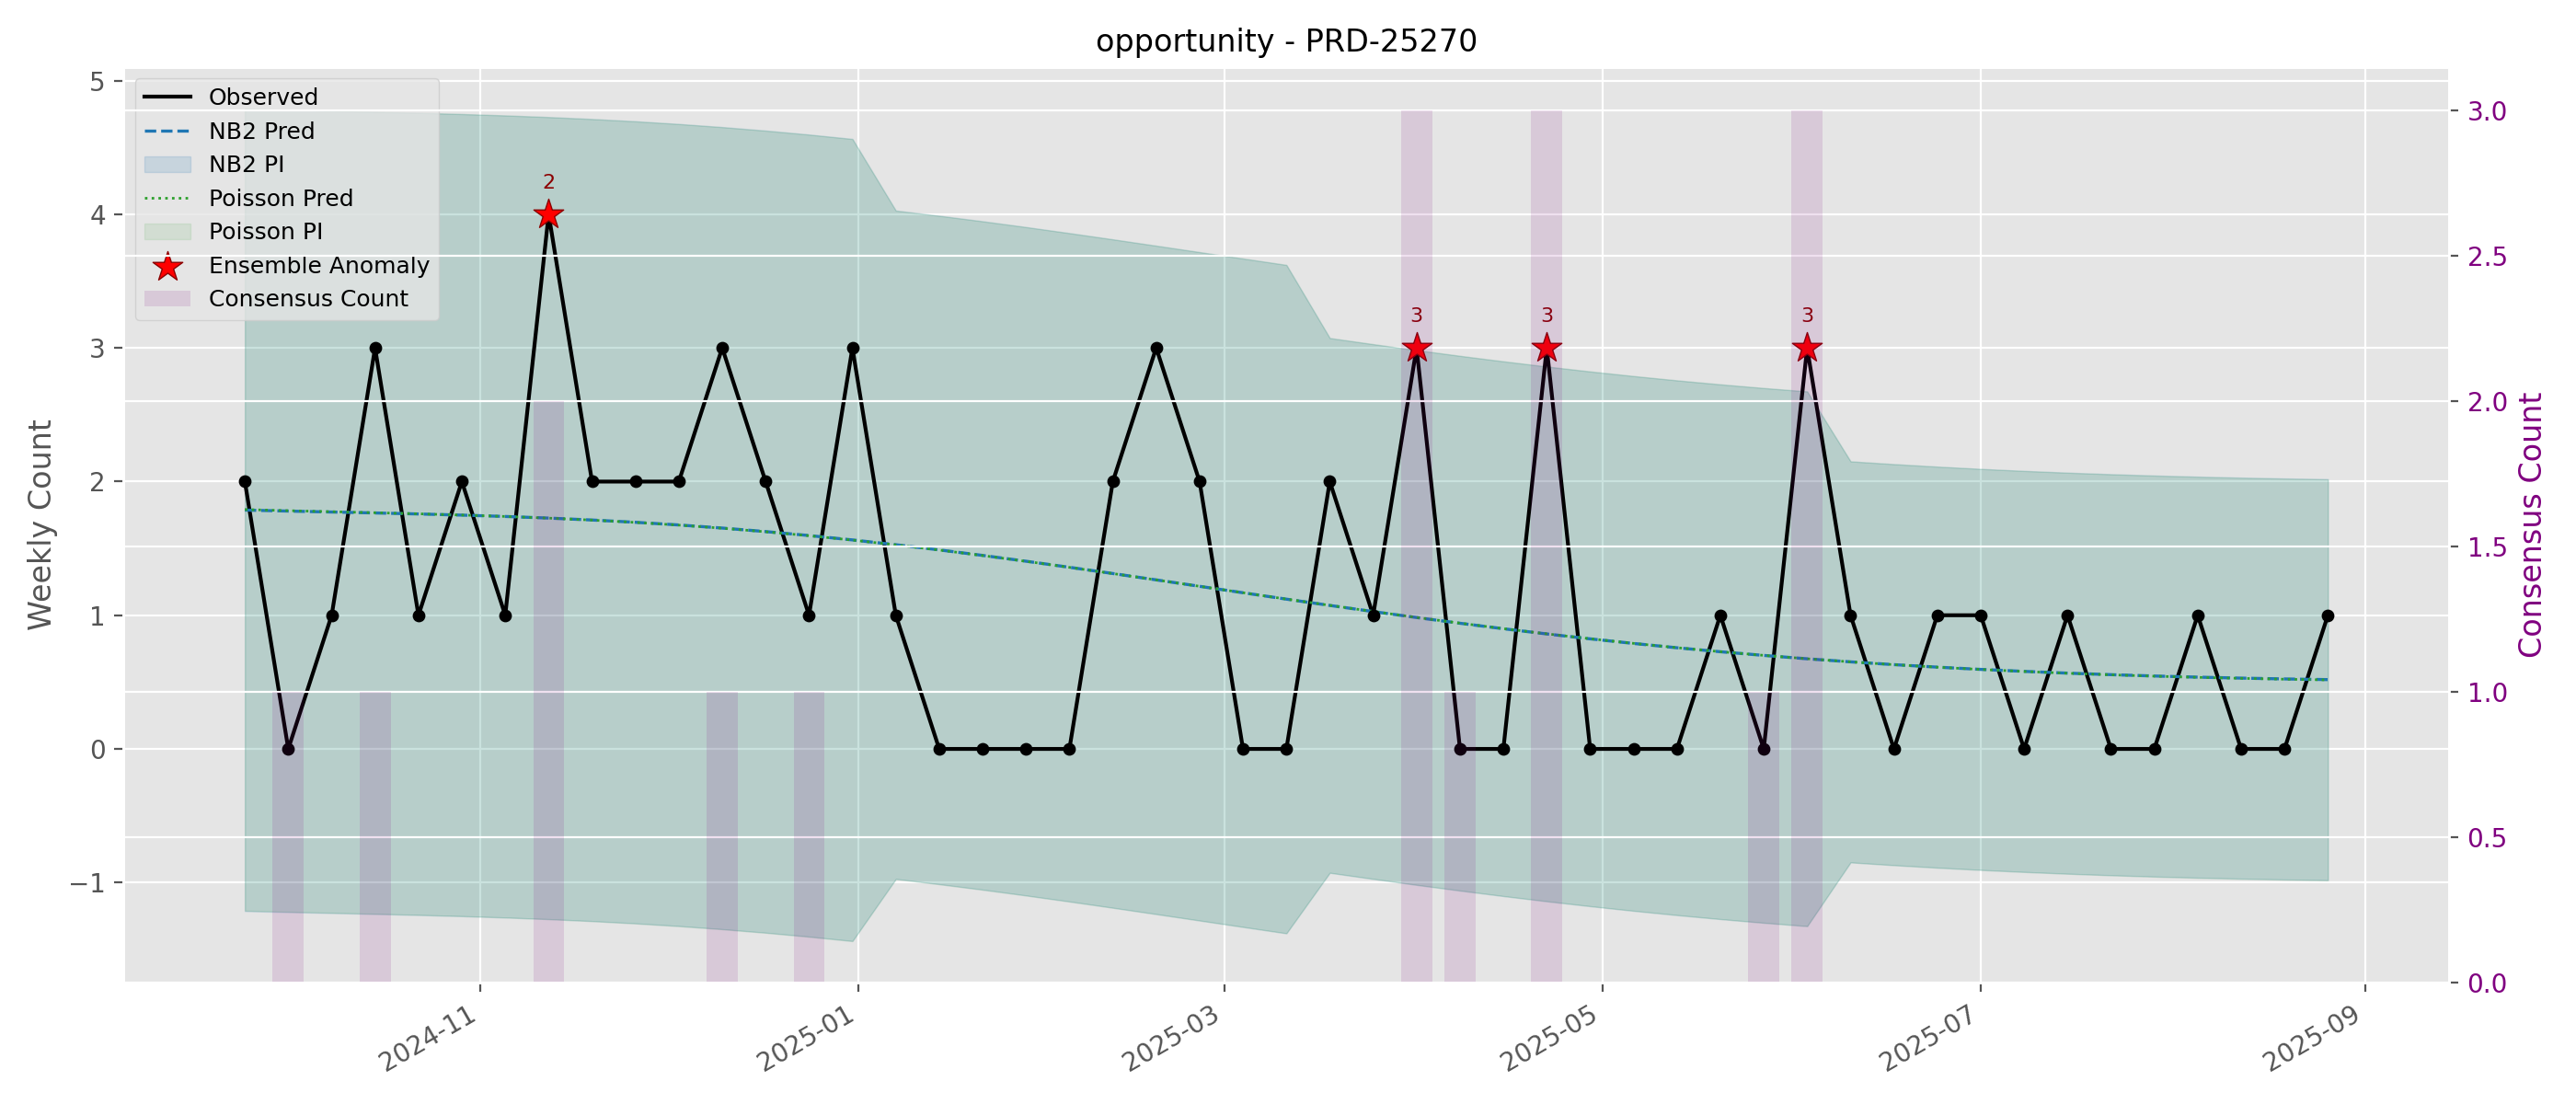 opportunity - PRD-25270
Observed
NB2 Pred
NB2 PI
Poisson Pred
Poisson PI
Ensemble Anomaly
Consensus Count
5
4
3
2
1
0
−1
Weekly Count
2
3
3
3
3.0
2.5
2.0
1.5
1.0
0.5
0.0
Consensus Count
2024-11
2025-01
2025-03
2025-05
2025-07
2025-09